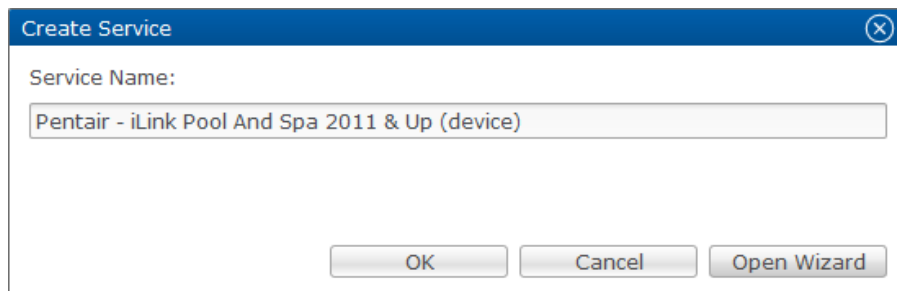 Create Service
Service Name:
Pentair - iLink Pool And Spa 2011 & Up (device)
OK Cancel Open Wizard